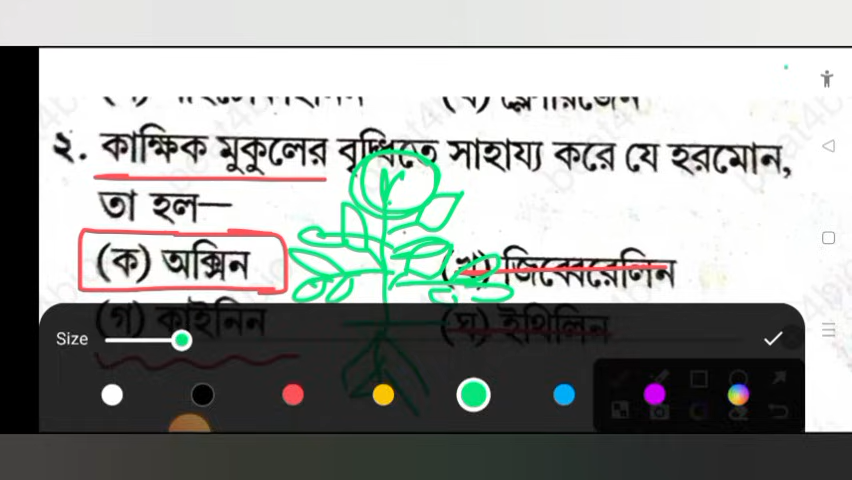 ২. কাক্ষিক মুকুলের বৃদ্ধিতে সাহায্য করে যে হরমোন,
তা হল—
(ক) অক্সিন (খ) জিব্বেরেলিন
(গ) কাইনিন (ঘ) ইথিলিন
Size